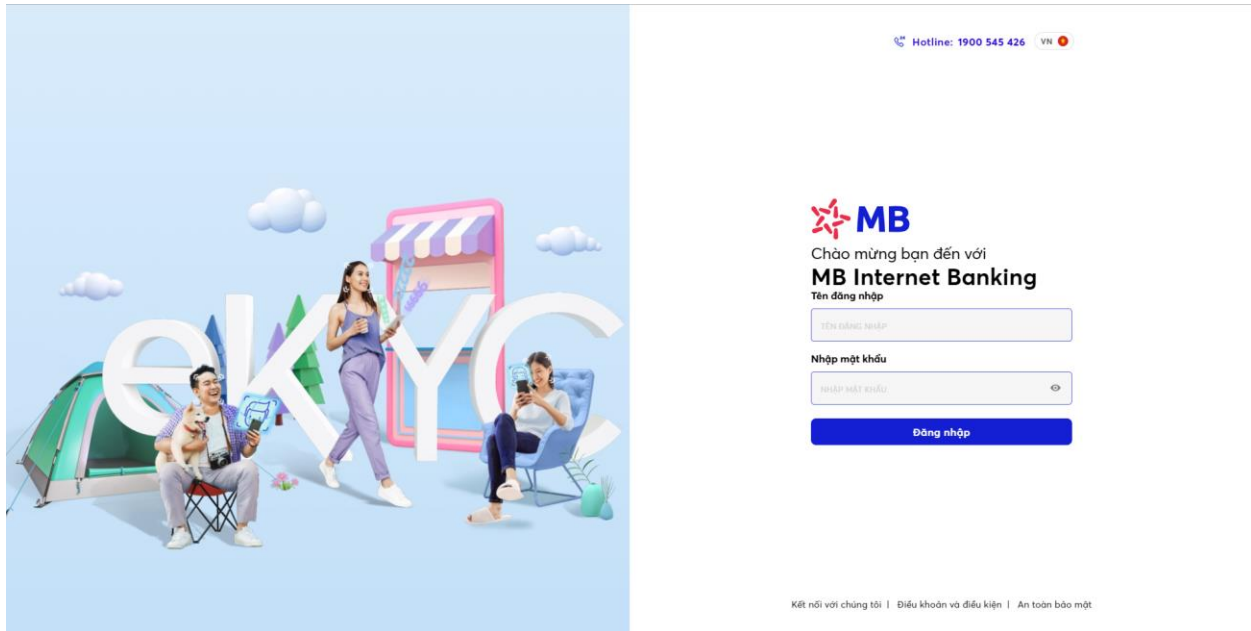 Hotline: 1900 545 426 VN
MB
Chào mừng bạn đến với
MB Internet Banking
Tên đăng nhập
TÊN ĐĂNG NHẬP
Nhập mật khẩu
NHẬP MẬT KHẨU
Đăng nhập
eKYC
Kết nối với chúng tôi | Điều khoản và điều kiện | An toàn bảo mật